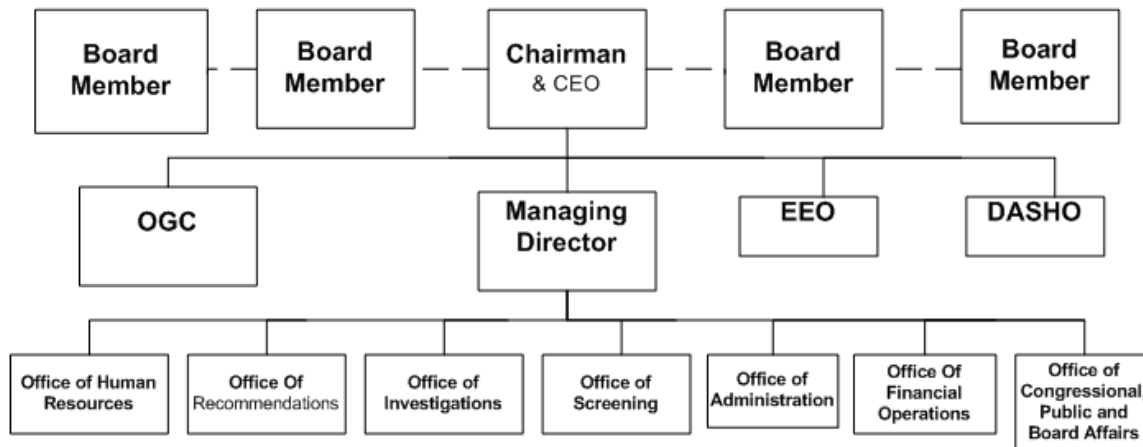 Board
Member
Board
Member
Chairman
& CEO
Board
Member
Board
Member
OGC
Managing
Director
EEO
DASHO
Office of Human
Resources
Office Of
Recommendations
Office of
Investigations
Office of
Screening
Office of
Administration
Office Of
Financial
Operations
Office of
Congressional,
Public and
Board Affairs